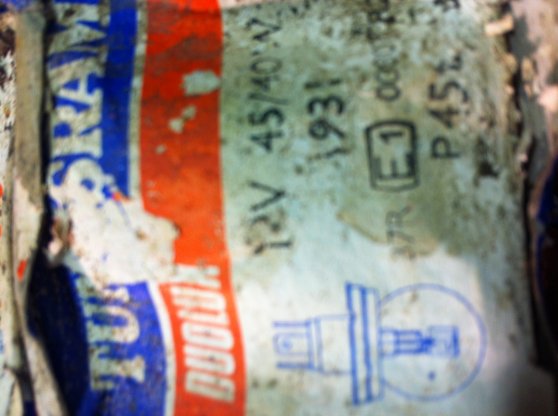 TUNGSRAM
DUOLUX
12V 45/40W
1931
E1
P45t